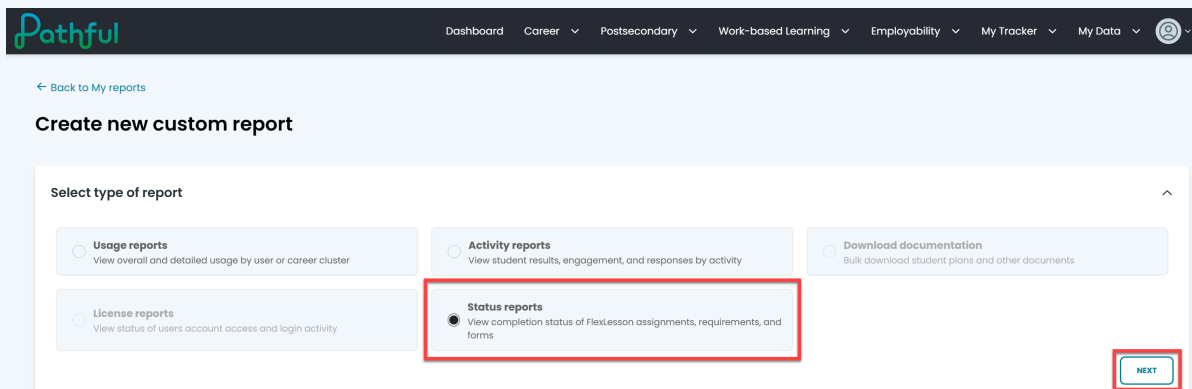 Pathful
Dashboard Career Postsecondary Work-based Learning Employability My Tracker My Data
← Back to My reports
Create new custom report
Select type of report
Usage reports
View overall and detailed usage by user or career cluster
Activity reports
View student results, engagement, and responses by activity
Download documentation
Bulk download student plans and other documents
License reports
View status of users account access and login activity
Status reports
View completion status of FlexLesson assignments, requirements, and
forms
NEXT